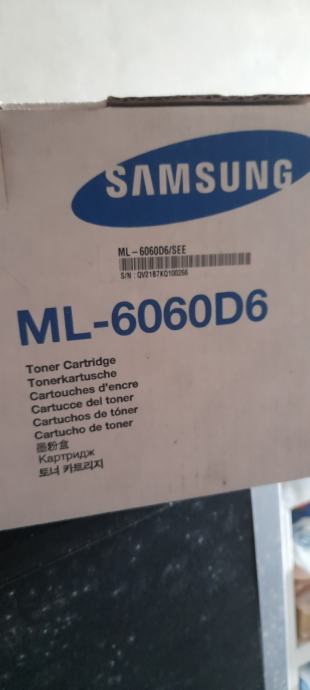 SAMSUNG
ML-6060D6/SEE
S/N : QV21B7KQ100266
ML-6060D6
Toner Cartridge
Tonerkartusche
Cartouches d'encre
Cartucce del toner
Cartuchos de tóner
Cartucho de toner
墨粉盒
Картридж
토너 카트리지